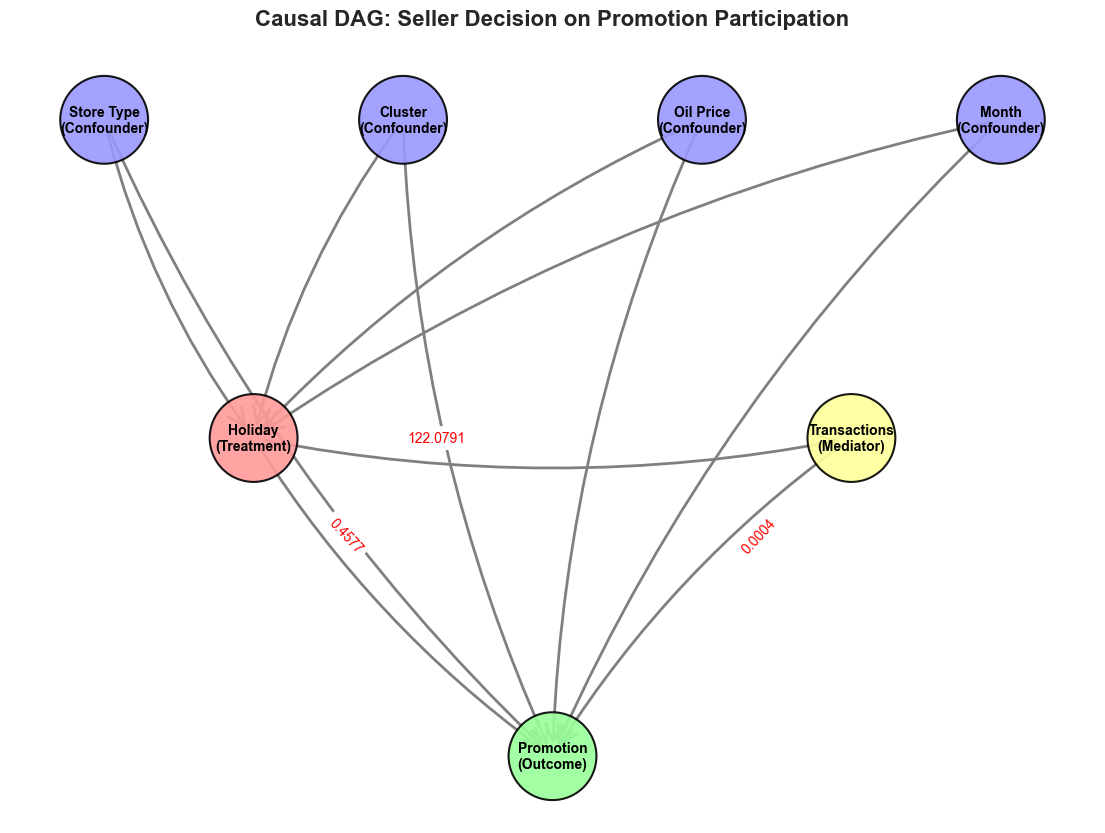 Causal DAG: Seller Decision on Promotion Participation
Store Type
(Confounder)
Cluster
(Confounder)
Oil Price
(Confounder)
Month
(Confounder)
Holiday
(Treatment)
122.0791
Transactions
(Mediator)
0.4577
0.0004
Promotion
(Outcome)